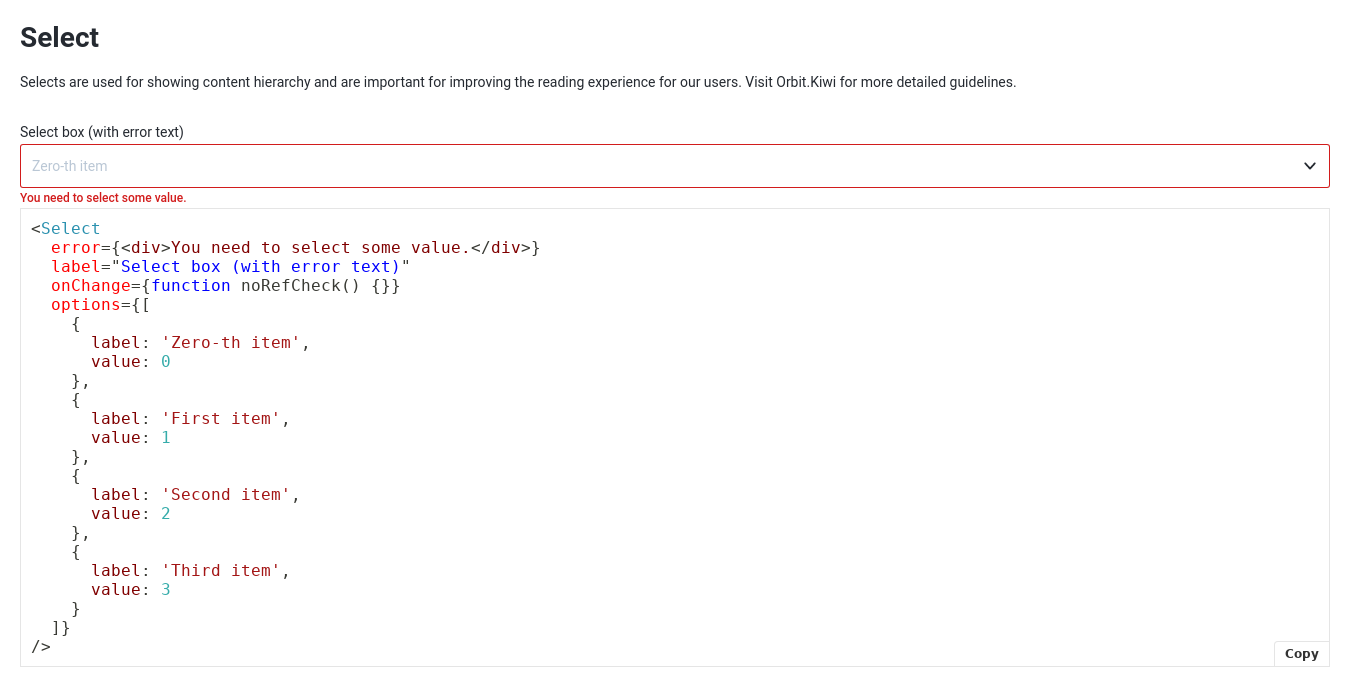 Select
Selects are used for showing content hierarchy and are important for improving the reading experience for our users. Visit Orbit.Kiwi for more detailed guidelines.
Select box (with error text)
Zero-th item
You need to select some value.
<Select
  error={<div>You need to select some value.</div>}
  label="Select box (with error text)"
  onChange={function noRefCheck() {}}
  options={[
    {
      label: 'Zero-th item',
      value: 0
    },
    {
      label: 'First item',
      value: 1
    },
    {
      label: 'Second item',
      value: 2
    },
    {
      label: 'Third item',
      value: 3
    }
  ]}
/>
Copy